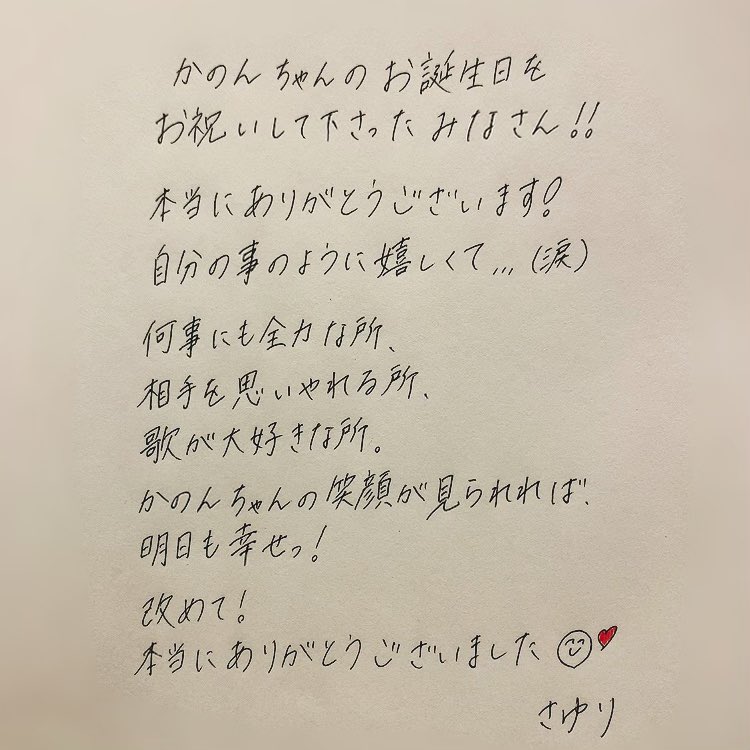 かのんちゃんのお誕生日を
お祝いして下さったみなさん!!
本当にありがとうございます!
自分の事のように嬉しくて...(涙)
何事にも全力な所、
相手を思いやれる所、
歌が大好きな所。
かのんちゃんの笑顔が見られれば、
明日も幸せっ!
改めて!
本当にありがとうございました
さゆり